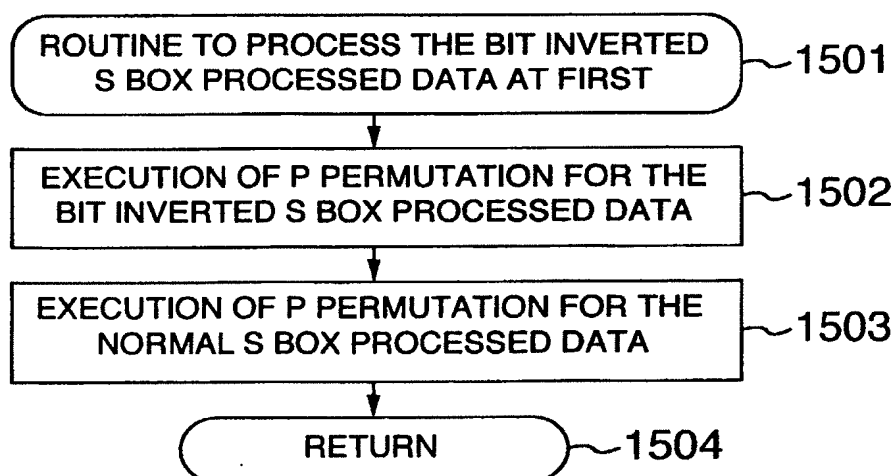 ROUTINE TO PROCESS THE BIT INVERTED
S BOX PROCESSED DATA AT FIRST
1501
EXECUTION OF P PERMUTATION FOR THE
BIT INVERTED S BOX PROCESSED DATA
1502
EXECUTION OF P PERMUTATION FOR THE
NORMAL S BOX PROCESSED DATA
1503
RETURN
1504